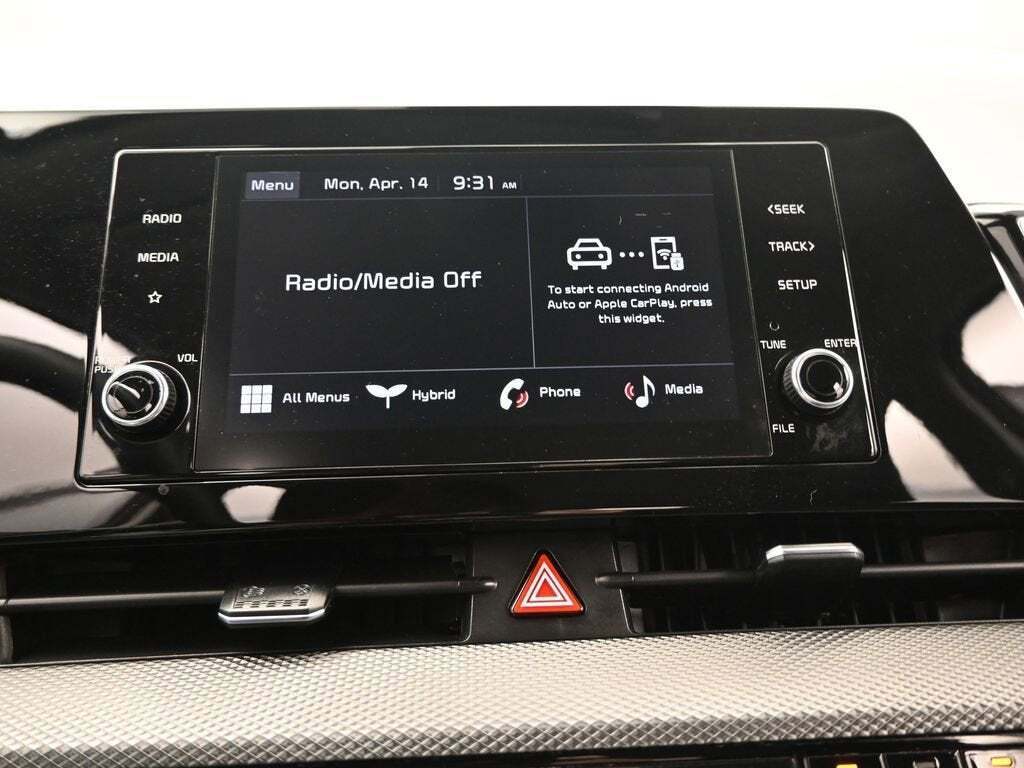 RADIO
MEDIA
VOL
Menu Mon, Apr. 14 9:31 AM
Radio/Media Off
To start connecting Android
Auto or Apple CarPlay, press
this widget.
All Menus Hybrid Phone Media
<SEEK
TRACK>
SETUP
TUNE ENTER
FILE